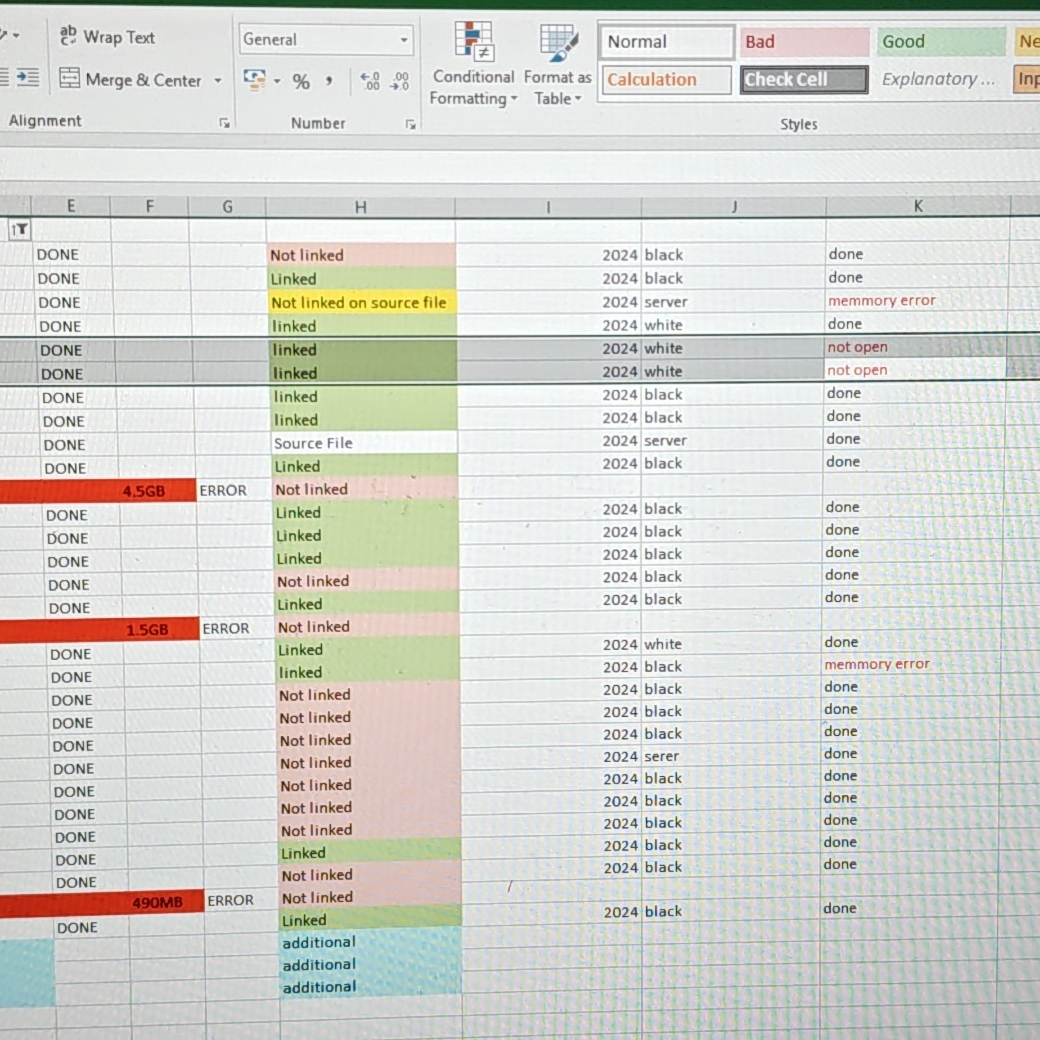 ab Wrap Text General Normal Bad Good Ne
c
Merge & Center % , Conditional Format as Calculation Check Cell Explanatory ... Inp
Formatting Table
Alignment Number Styles
E F G H I J K
DONE Not linked 2024 black done
DONE Linked 2024 black done
DONE Not linked on source file 2024 server memmory error
DONE linked 2024 white done
DONE linked 2024 white not open
DONE linked 2024 white not open
DONE linked 2024 black done
DONE linked 2024 black done
DONE Source File 2024 server done
DONE Linked 2024 black done
4.5GB ERROR Not linked
DONE Linked 2024 black done
DONE Linked 2024 black done
DONE Linked 2024 black done
DONE Not linked 2024 black done
DONE Linked 2024 black done
1.5GB ERROR Not linked
DONE Linked 2024 white done
DONE linked 2024 black memmory error
DONE Not linked 2024 black done
DONE Not linked 2024 black done
DONE Not linked 2024 black done
DONE Not linked 2024 serer done
DONE Not linked 2024 black done
DONE Not linked 2024 black done
DONE Not linked 2024 black done
DONE Linked 2024 black done
DONE Not linked 2024 black done
490MB ERROR Not linked
DONE Linked 2024 black done
additional
additional
additional